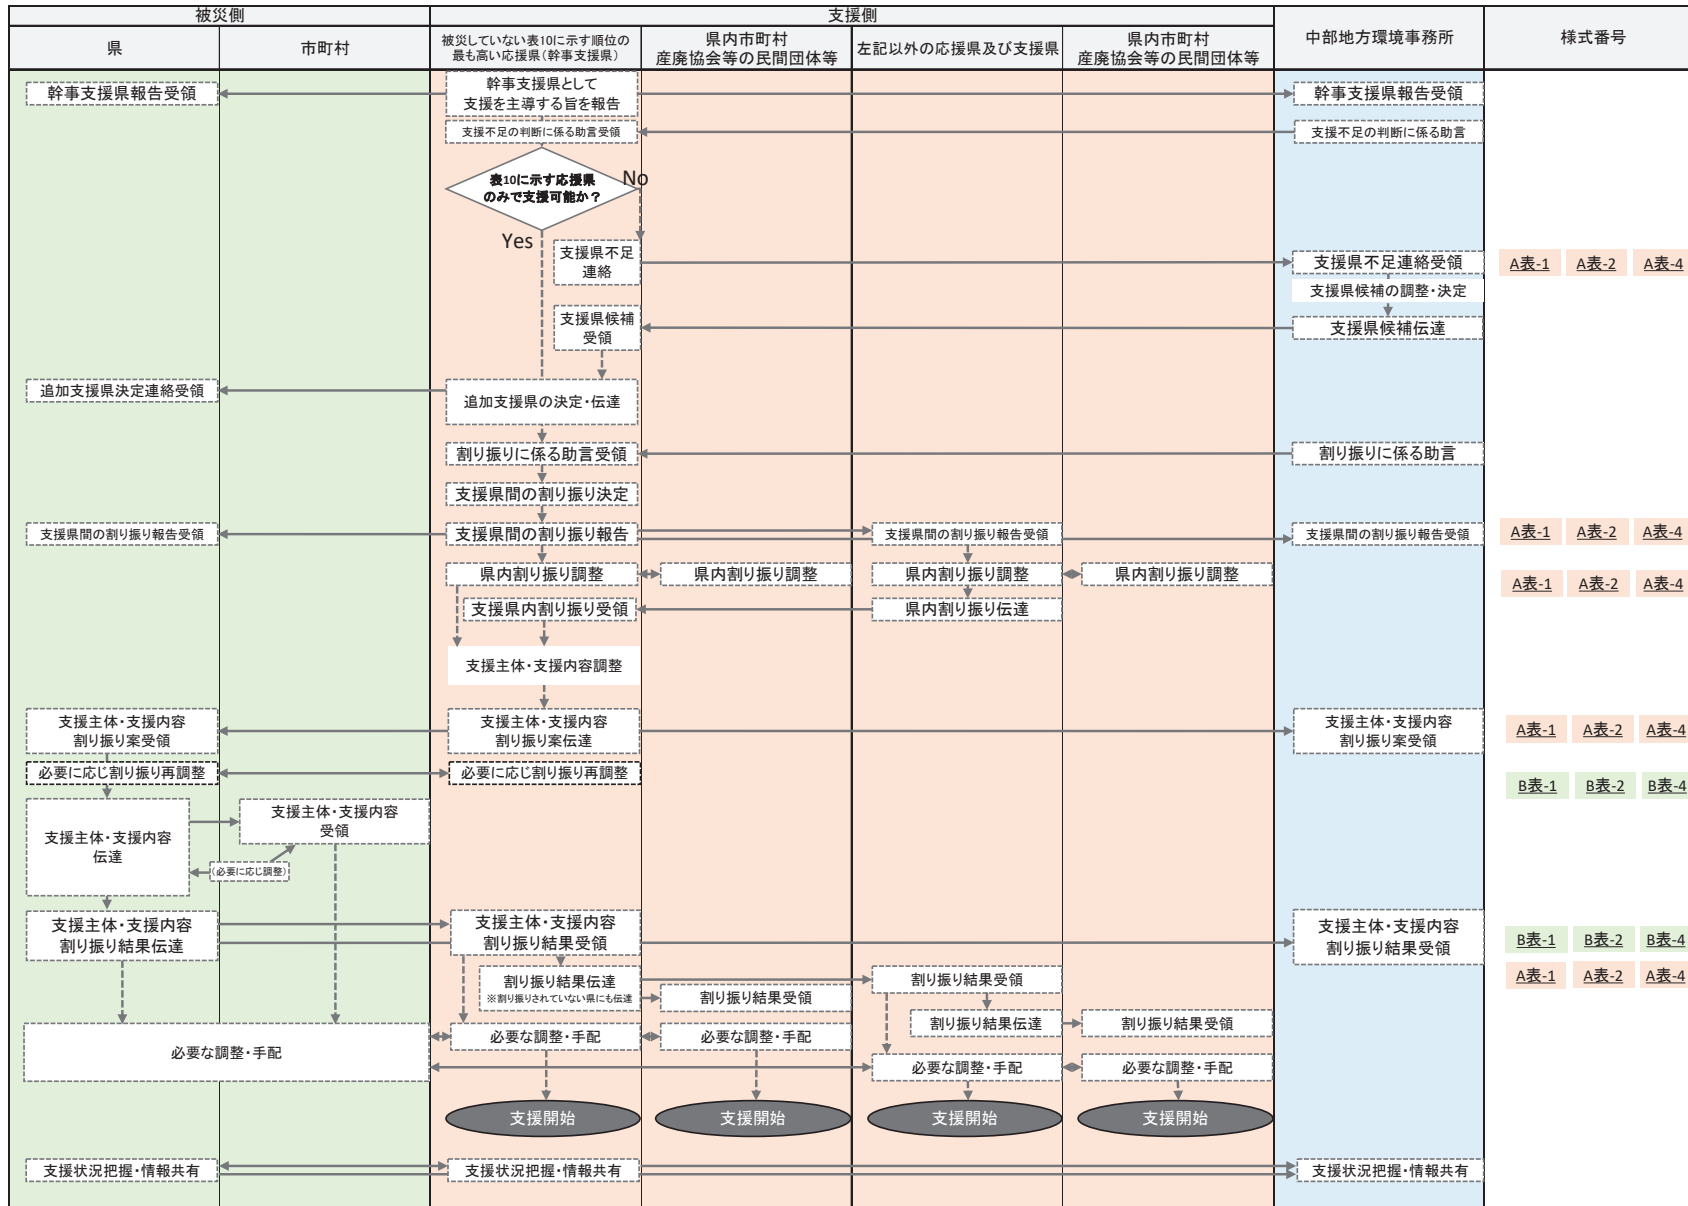 被災側
支援側
県
市町村
被災していない表10に示す順位の
最も高い応援県(幹事支援県)
県内市町村
産廃協会等の民間団体等
左記以外の応援県及び支援県
県内市町村
産廃協会等の民間団体等
中部地方環境事務所
様式番号
幹事支援県報告受領
幹事支援県として
支援を主導する旨を報告
幹事支援県報告受領
支援不足の判断に係る助言受領
支援不足の判断に係る助言
表10に示す応援県
のみで支援可能か？
No
Yes
支援県不足
連絡
支援県不足連絡受領
A表-1 A表-2 A表-4
支援県候補の調整・決定
支援県候補
受領
支援県候補伝達
追加支援県決定連絡受領
追加支援県の決定・伝達
割り振りに係る助言受領
割り振りに係る助言
支援県間の割り振り決定
支援県間の割り振り報告受領
支援県間の割り振り報告
支援県間の割り振り報告受領
支援県間の割り振り報告受領
A表-1 A表-2 A表-4
県内割り振り調整
県内割り振り調整
県内割り振り調整
県内割り振り調整
A表-1 A表-2 A表-4
支援県内割り振り受領
県内割り振り伝達
支援主体・支援内容調整
支援主体・支援内容
割り振り案受領
支援主体・支援内容
割り振り案伝達
支援主体・支援内容
割り振り案受領
A表-1 A表-2 A表-4
必要に応じ割り振り再調整
必要に応じ割り振り再調整
B表-1 B表-2 B表-4
支援主体・支援内容
伝達
支援主体・支援内容
受領
(必要に応じ調整)
支援主体・支援内容
割り振り結果伝達
支援主体・支援内容
割り振り結果受領
支援主体・支援内容
割り振り結果受領
B表-1 B表-2 B表-4
A表-1 A表-2 A表-4
割り振り結果伝達
※割り振りされていない県にも伝達
割り振り結果受領
割り振り結果受領
割り振り結果伝達
割り振り結果受領
必要な調整・手配
必要な調整・手配
必要な調整・手配
必要な調整・手配
必要な調整・手配
支援開始
支援開始
支援開始
支援開始
支援状況把握・情報共有
支援状況把握・情報共有
支援状況把握・情報共有